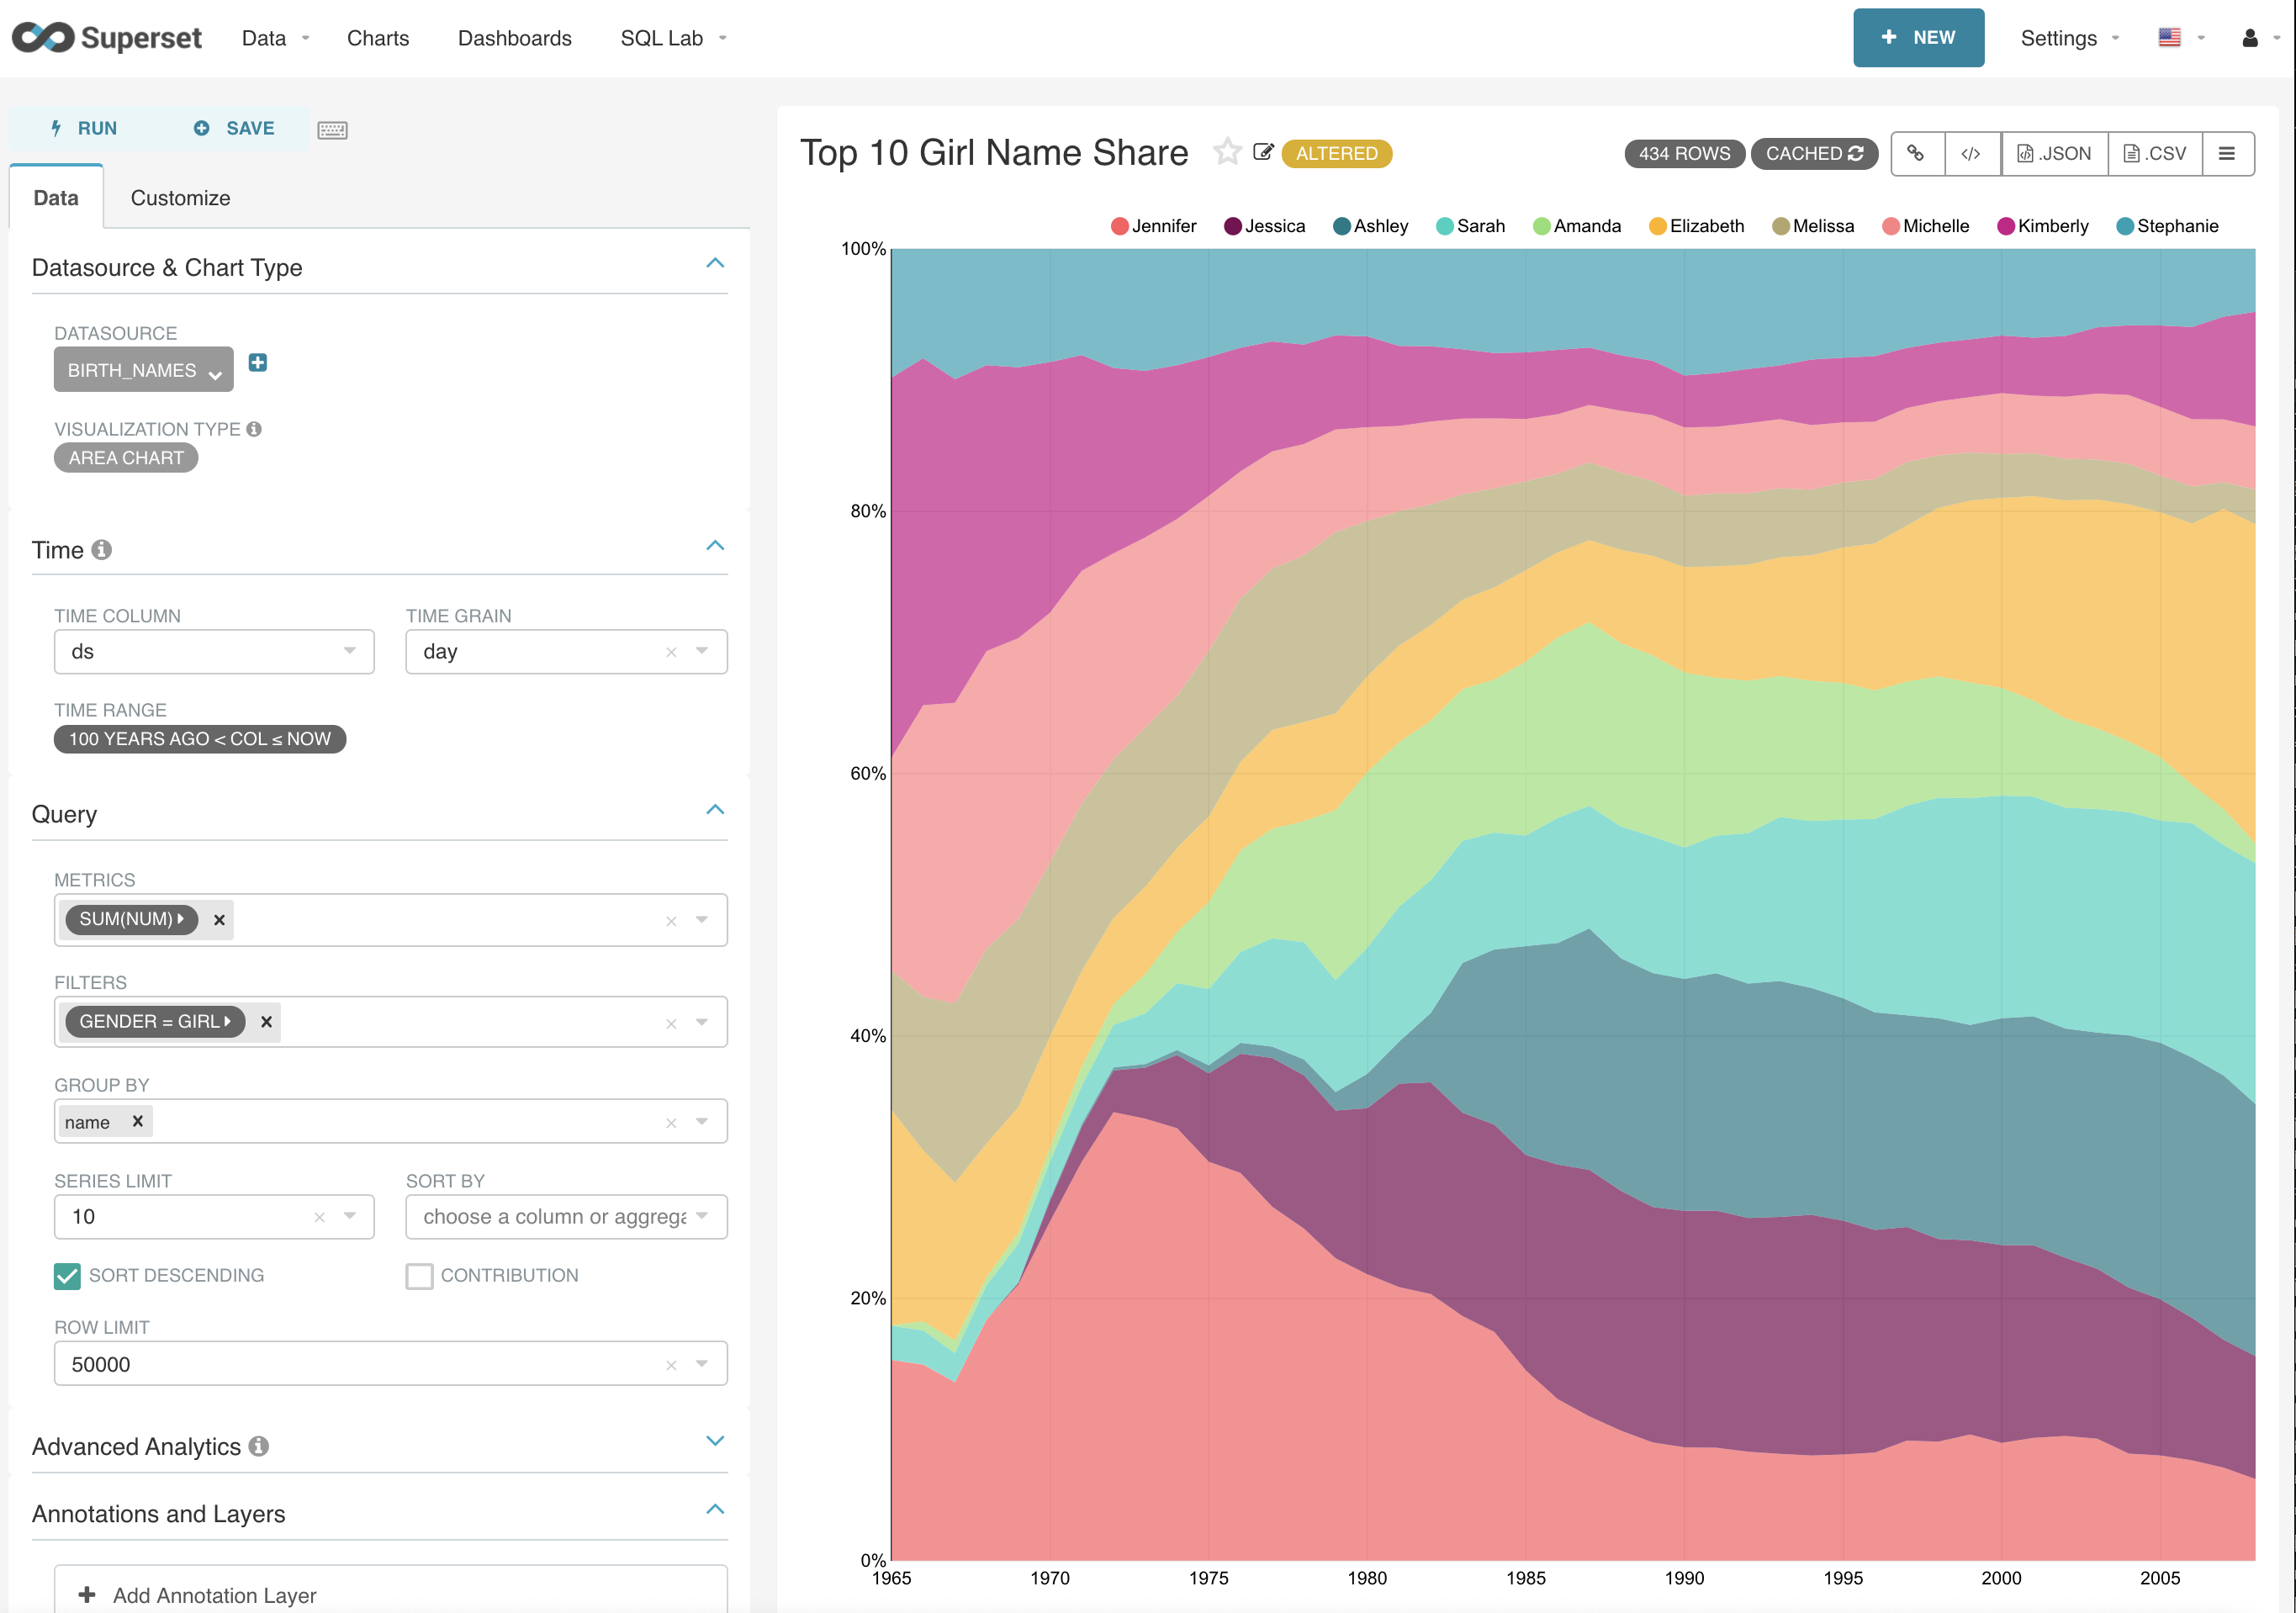 Superset Data Charts Dashboards SQL Lab + NEW Settings
RUN SAVE
Data Customize
Datasource & Chart Type
DATASOURCE
BIRTH_NAMES
VISUALIZATION TYPE
AREA CHART
Time
TIME COLUMN TIME GRAIN
ds day
TIME RANGE
100 YEARS AGO < COL ≤ NOW
Query
METRICS
SUM(NUM)
FILTERS
GENDER = GIRL
GROUP BY
name
SERIES LIMIT SORT BY
10 choose a column or aggrega
SORT DESCENDING CONTRIBUTION
ROW LIMIT
50000
Advanced Analytics
Annotations and Layers
+ Add Annotation Layer
Top 10 Girl Name Share ALTERED 434 ROWS CACHED </> .JSON .CSV
Jennifer Jessica Ashley Sarah Amanda Elizabeth Melissa Michelle Kimberly Stephanie
100%
80%
60%
40%
20%
0%
1965 1970 1975 1980 1985 1990 1995 2000 2005